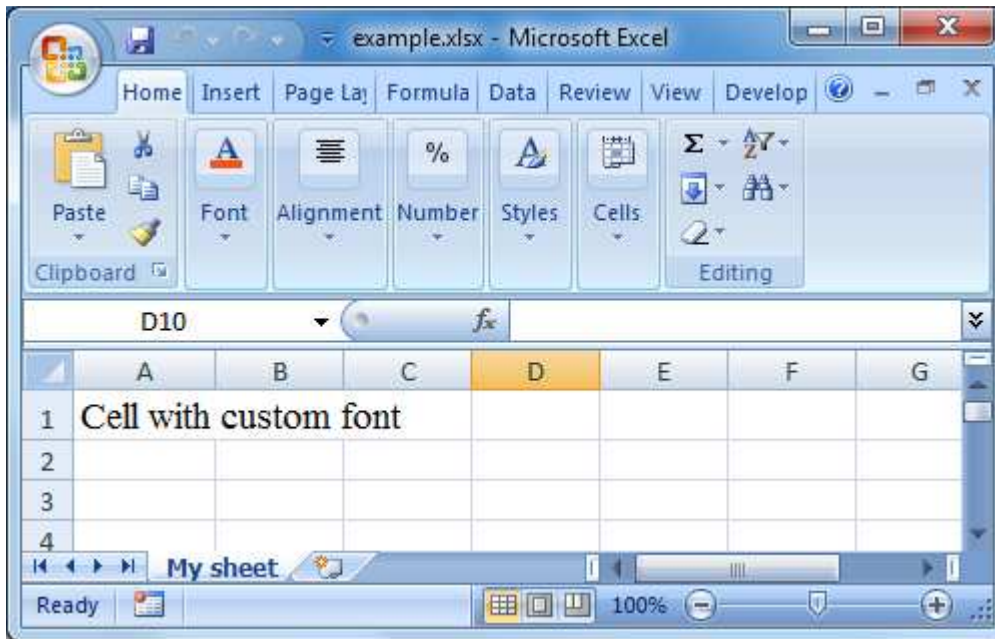 example.xlsx - Microsoft Excel
Home Insert Page Lay Formula Data Review View Develop
Paste Font Alignment Number Styles Cells
Clipboard Editing
D10 fx
A B C D E F G
1 Cell with custom font
2
3
4
My sheet
Ready 100%